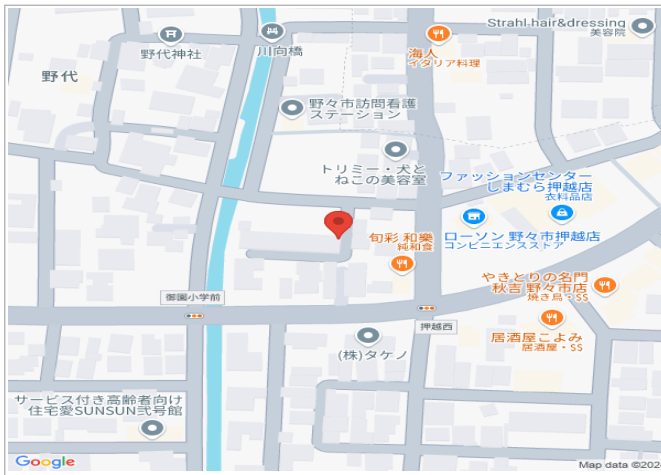 Strahl hair&dressing
美容院
野代神社
川向橋
海人
イタリア料理
野代
野々市訪問看護
ステーション
トリミー・犬と
ねこの美容室
ファッションセンター
しまむら押越店
衣料品店
ローソン 野々市押越店
コンビニエンスストア
旬彩 和樂
純和食
やきとりの名門
秋吉 野々市店
焼き鳥・$$
御園小学前
押越西
居酒屋こよみ
居酒屋・$$
(株)タケノ
サービス付き高齢者向け
住宅愛SUNSUN弐号館
Google
Map data ©202